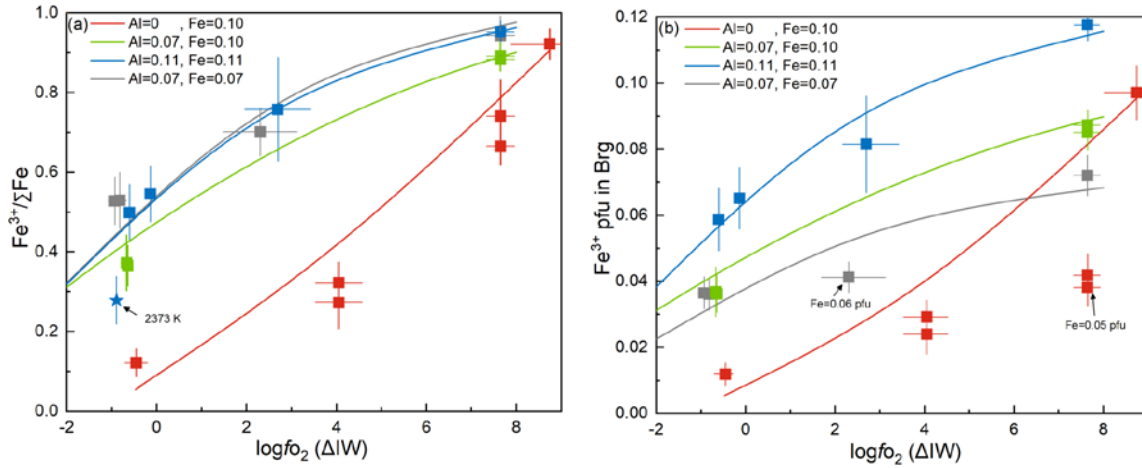 (a)
Al=0 , Fe=0.10
Al=0.07, Fe=0.10
Al=0.11, Fe=0.11
Al=0.07, Fe=0.07
1.0
0.8
0.6
0.4
0.2
0.0
Fe³⁺/∑Fe
2373 K
-2 0 2 4 6 8
logfo₂ (ΔIW)
(b)
Al=0 , Fe=0.10
Al=0.07, Fe=0.10
Al=0.11, Fe=0.11
Al=0.07, Fe=0.07
0.12
0.10
0.08
0.06
0.04
0.02
0.00
Fe³⁺ pfu in Brg
Fe=0.06 pfu
Fe=0.05 pfu
-2 0 2 4 6 8
logfo₂ (ΔIW)